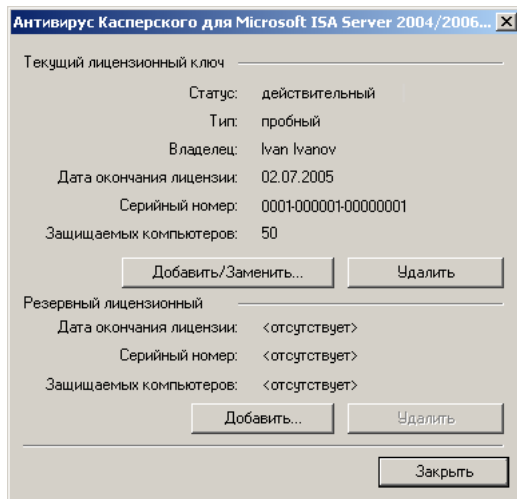 Антивирус Касперского для Microsoft ISA Server 2004/2006...
Текущий лицензионный ключ
Статус: действительный
Тип: пробный
Владелец: Ivan Ivanov
Дата окончания лицензии: 02.07.2005
Серийный номер: 0001-000001-00000001
Защищаемых компьютеров: 50
Добавить/Заменить... Удалить
Резервный лицензионный
Дата окончания лицензии: <отсутствует>
Серийный номер: <отсутствует>
Защищаемых компьютеров: <отсутствует>
Добавить... Удалить
Закрыть